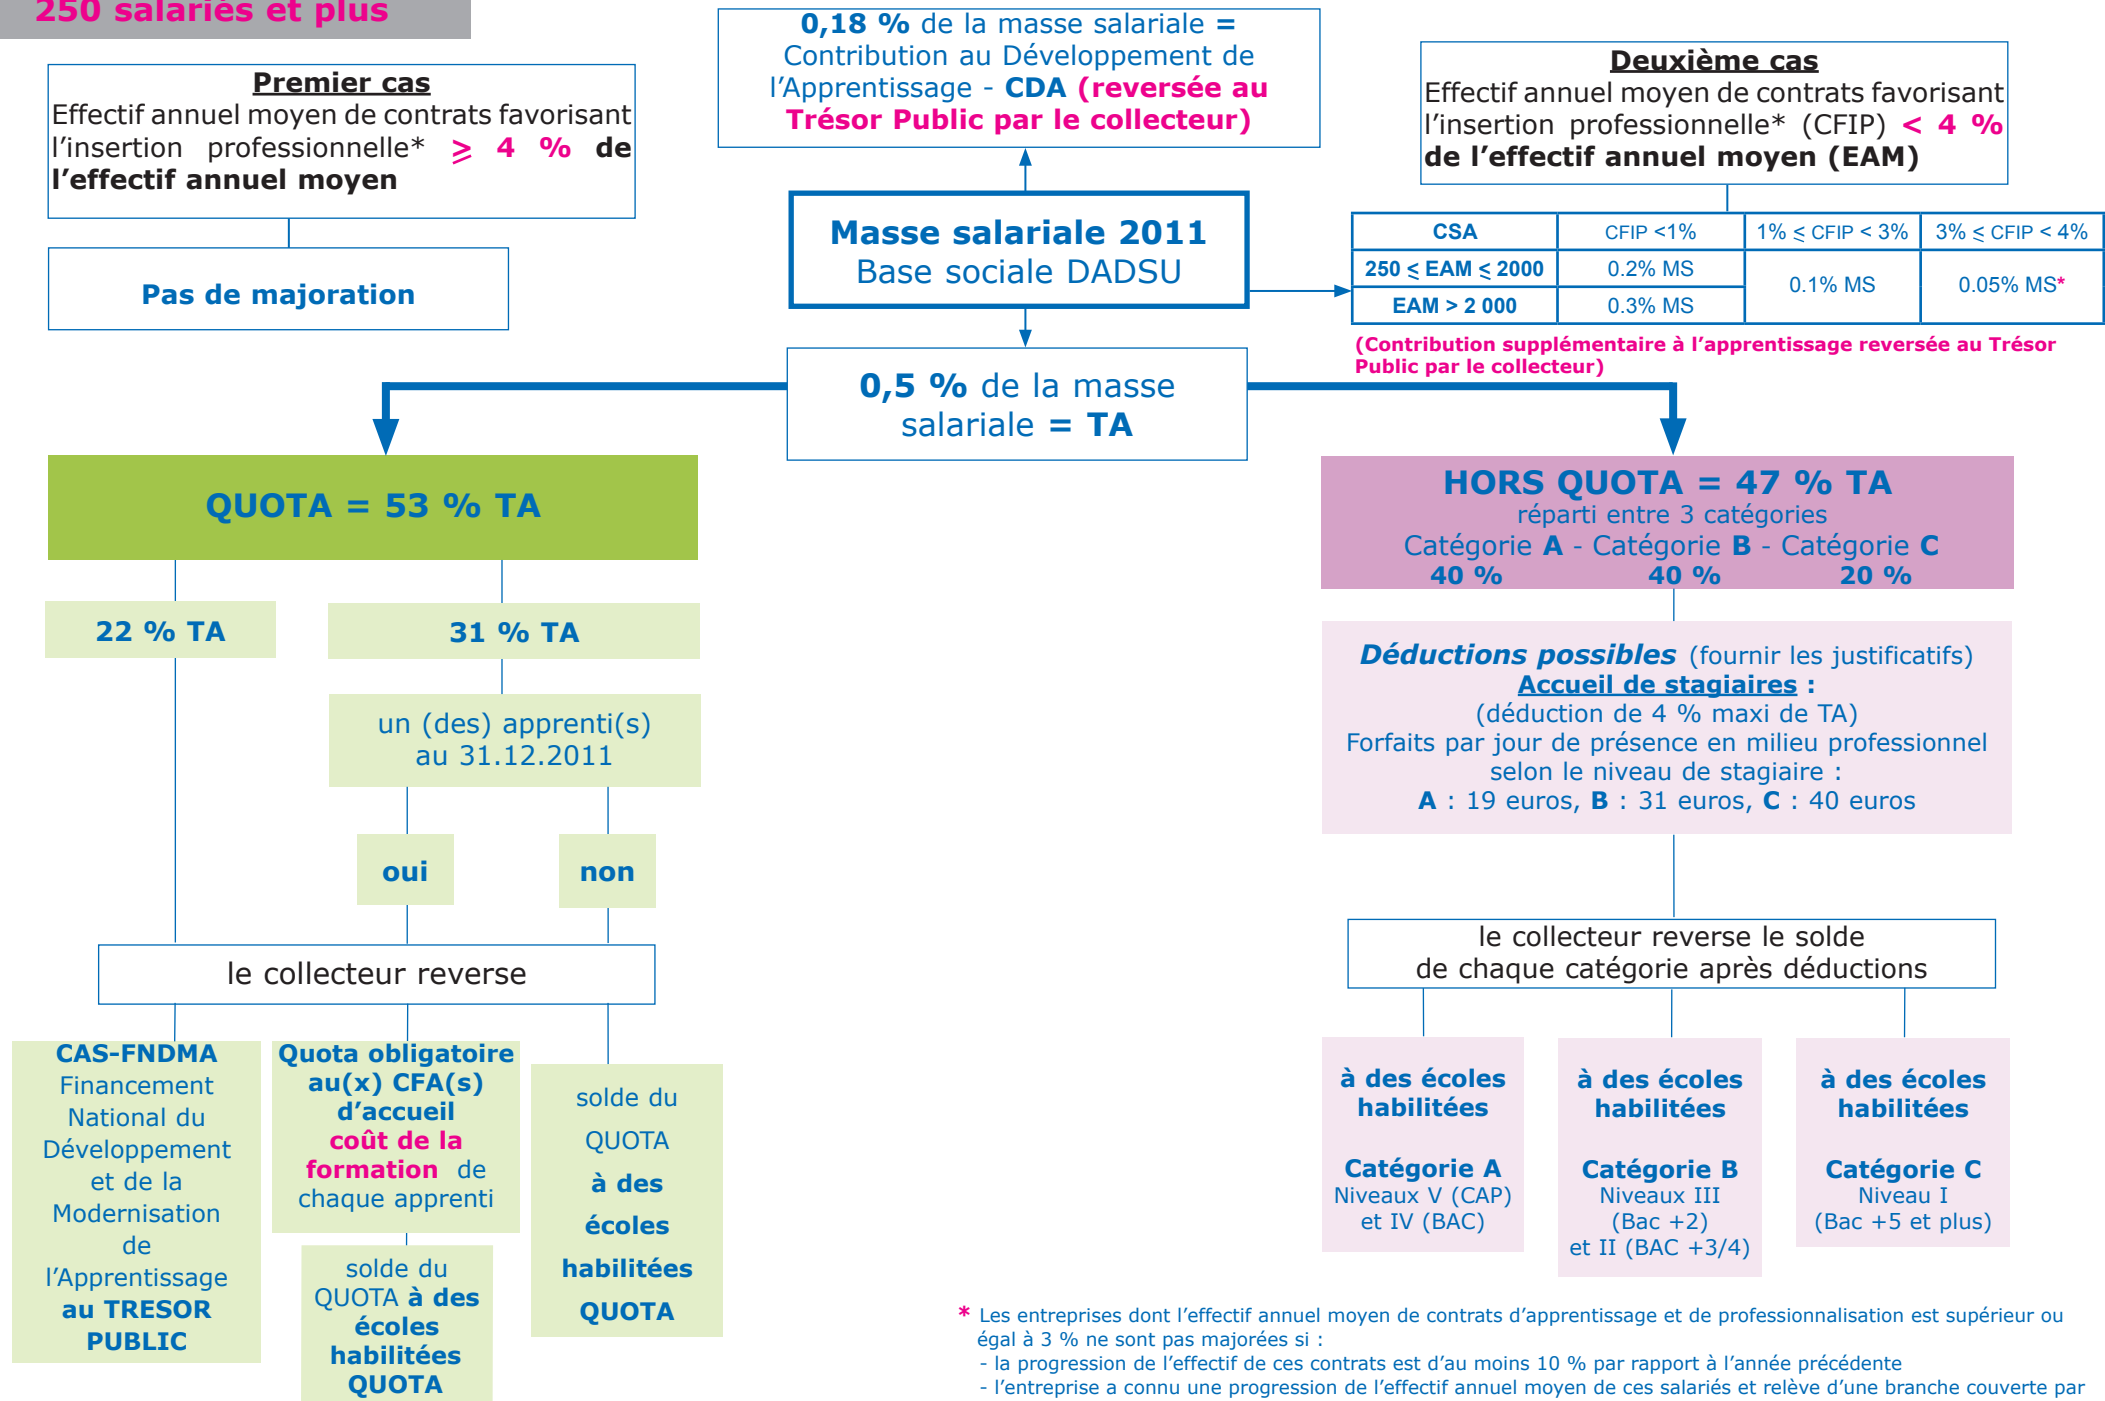 250 salariés et plus
0,18 % de la masse salariale =
Contribution au Développement de
l'Apprentissage - CDA (reversée au
Trésor Public par le collecteur)
Premier cas
Effectif annuel moyen de contrats favorisant
l'insertion professionnelle* ⩾ 4 % de
l'effectif annuel moyen
Pas de majoration
Deuxième cas
Effectif annuel moyen de contrats favorisant
l'insertion professionnelle* (CFIP) < 4 %
de l'effectif annuel moyen (EAM)
Masse salariale 2011
Base sociale DADSU
CSA CFIP <1% 1% ⩽ CFIP < 3% 3% ⩽ CFIP < 4%
250 ⩽ EAM ⩽ 2000 0.2% MS 0.1% MS 0.05% MS*
EAM > 2 000 0.3% MS
(Contribution supplémentaire à l'apprentissage reversée au Trésor
Public par le collecteur)
0,5 % de la masse
salariale = TA
QUOTA = 53 % TA
22 % TA
31 % TA
un (des) apprenti(s)
au 31.12.2011
oui
non
le collecteur reverse
CAS-FNDMA
Financement
National du
Développement
et de la
Modernisation
de
l'Apprentissage
au TRESOR
PUBLIC
Quota obligatoire
au(x) CFA(s)
d'accueil
coût de la
formation de
chaque apprenti
solde du
QUOTA à des
écoles
habilitées
QUOTA
solde du
QUOTA
à des
écoles
habilitées
QUOTA
HORS QUOTA = 47 % TA
réparti entre 3 catégories
Catégorie A - Catégorie B - Catégorie C
40 % 40 % 20 %
Déductions possibles (fournir les justificatifs)
Accueil de stagiaires :
(déduction de 4 % maxi de TA)
Forfaits par jour de présence en milieu professionnel
selon le niveau de stagiaire :
A : 19 euros, B : 31 euros, C : 40 euros
le collecteur reverse le solde
de chaque catégorie après déductions
à des écoles
habilitées
Catégorie A
Niveaux V (CAP)
et IV (BAC)
à des écoles
habilitées
Catégorie B
Niveaux III
(Bac +2)
et II (BAC +3/4)
à des écoles
habilitées
Catégorie C
Niveau I
(Bac +5 et plus)
* Les entreprises dont l'effectif annuel moyen de contrats d'apprentissage et de professionnalisation est supérieur ou
égal à 3 % ne sont pas majorées si :
- la progression de l'effectif de ces contrats est d'au moins 10 % par rapport à l'année précédente
- l'entreprise a connu une progression de l'effectif annuel moyen de ces salariés et relève d'une branche couverte par